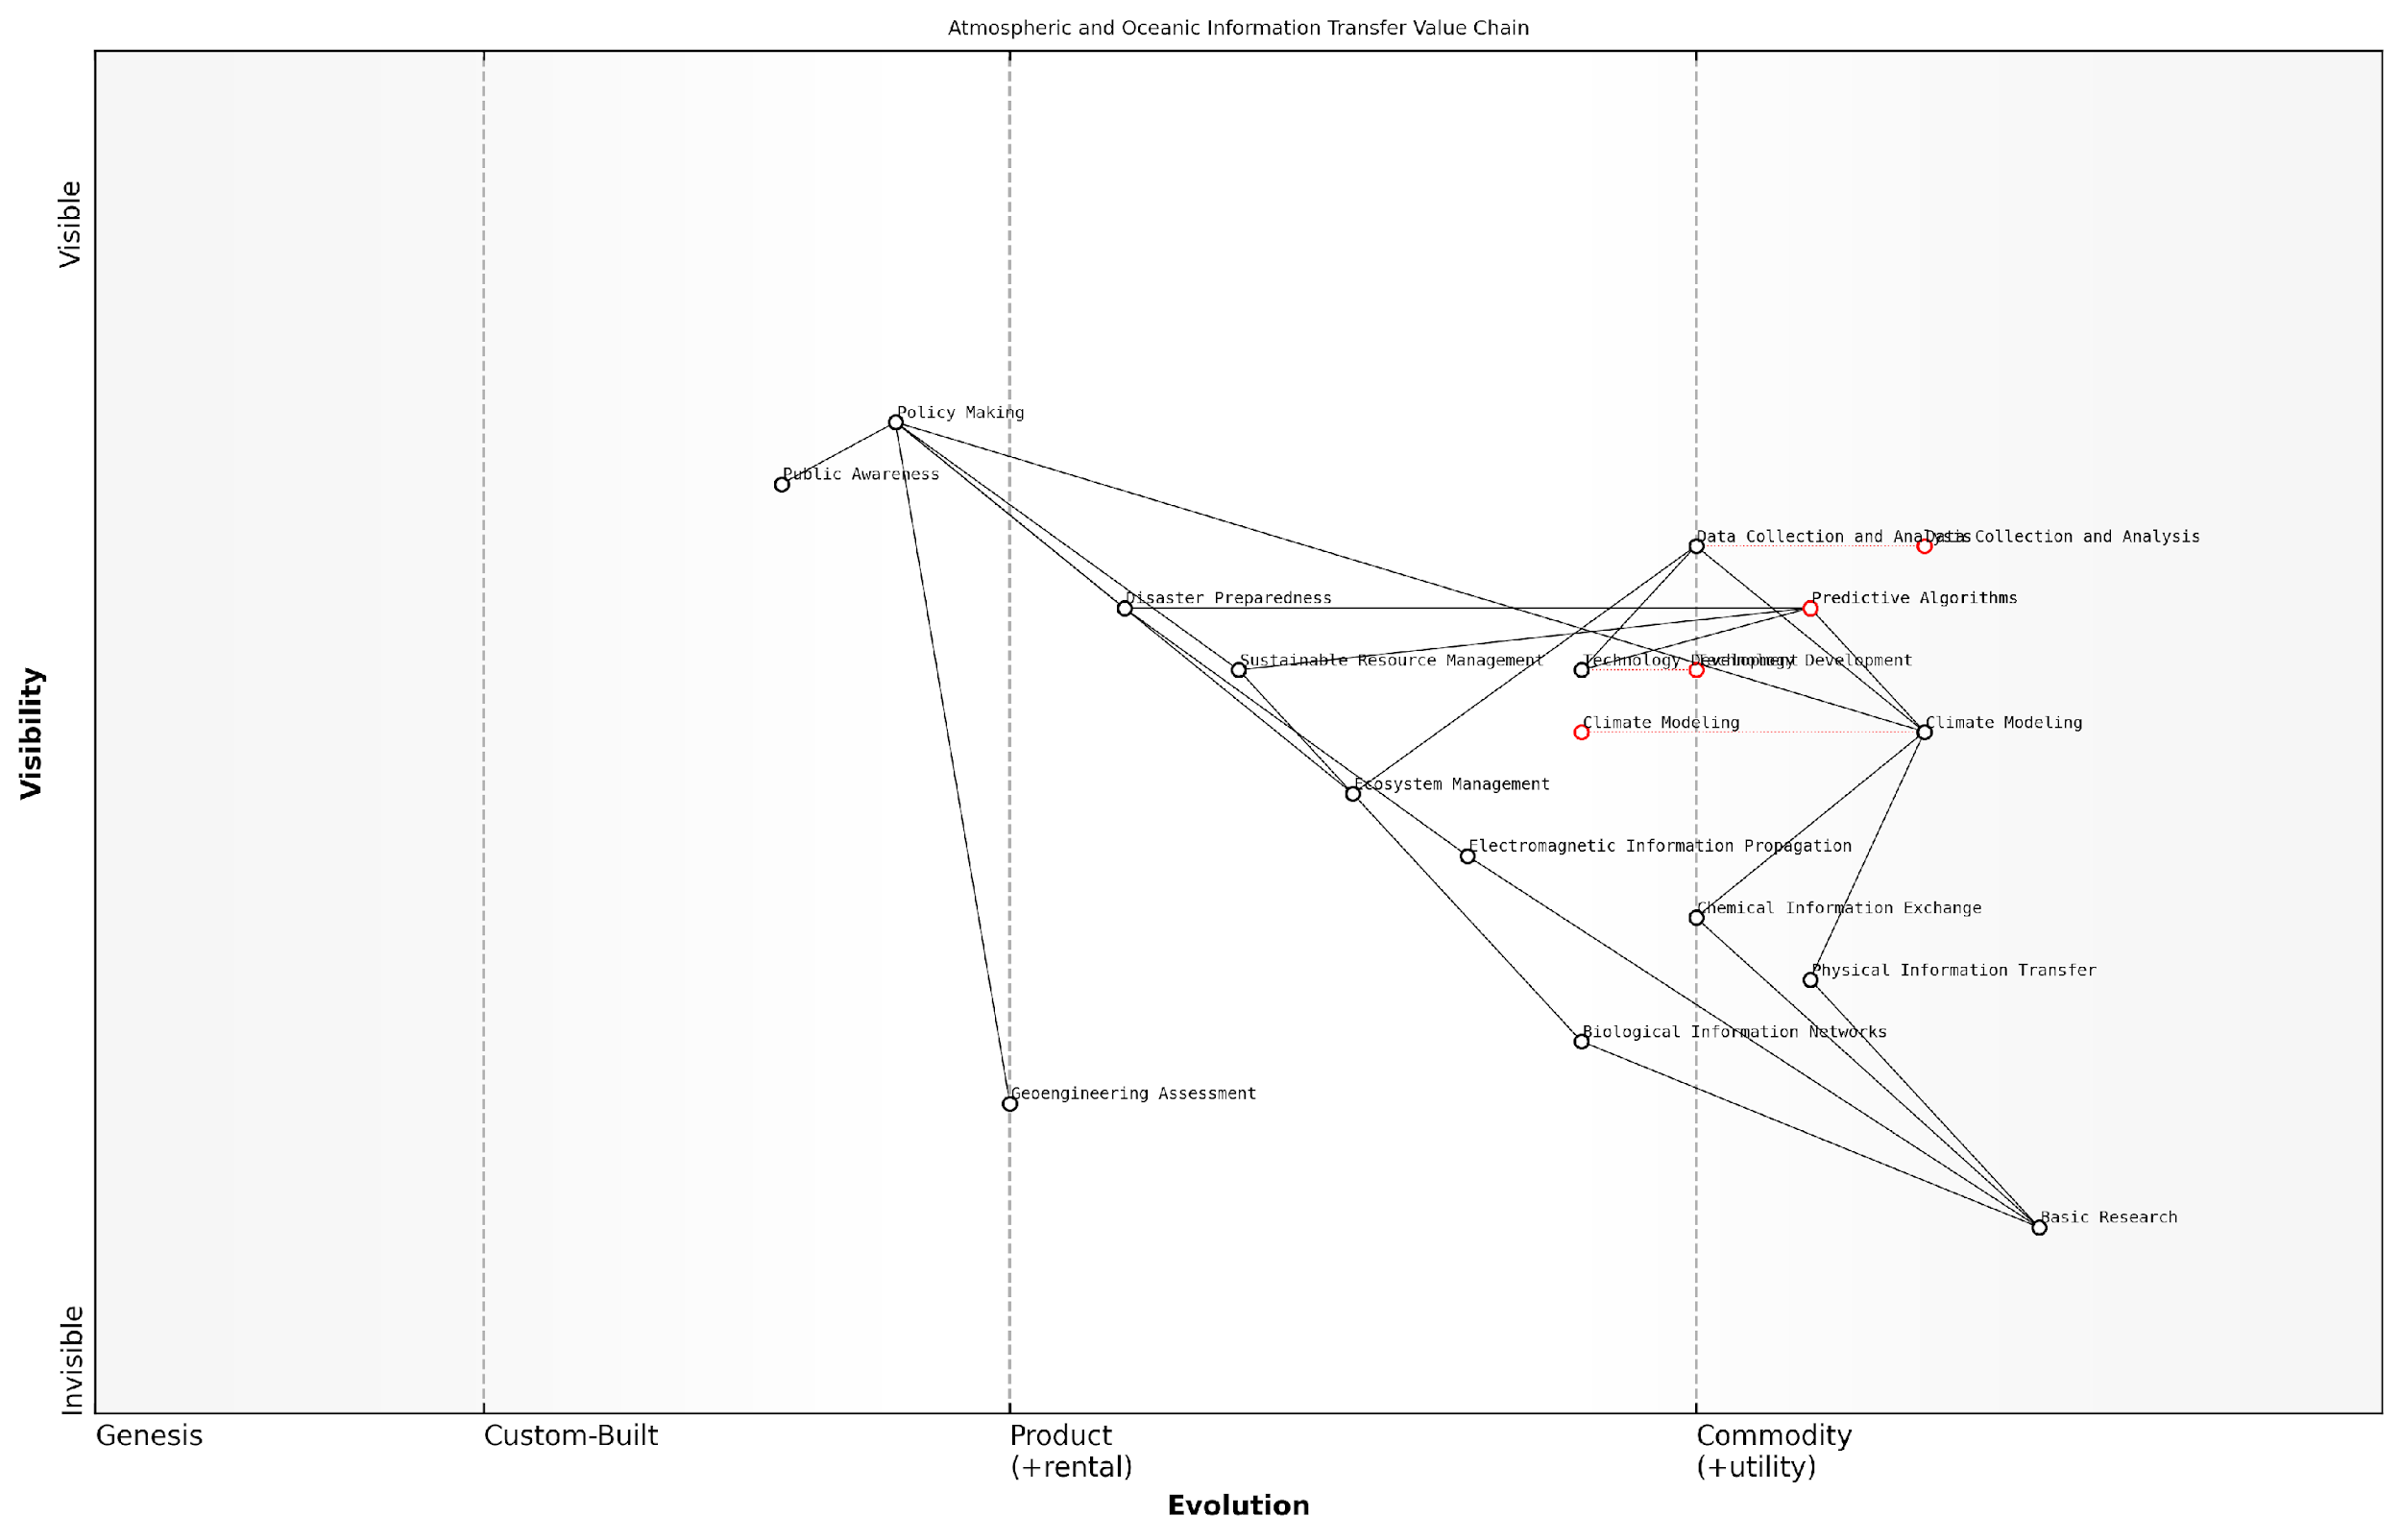 Atmospheric and Oceanic Information Transfer Value Chain
Visible
Visibility
Invisible
Policy Making
Public Awareness
Data Collection and Analysis
Data Collection and Analysis
Disaster Preparedness
Predictive Algorithms
Sustainable Resource Management
Technology Development
Technology Development
Climate Modeling
Climate Modeling
Ecosystem Management
Electromagnetic Information Propagation
Chemical Information Exchange
Physical Information Transfer
Biological Information Networks
Geoengineering Assessment
Basic Research
Genesis
Custom-Built
Product
(+rental)
Commodity
(+utility)
Evolution